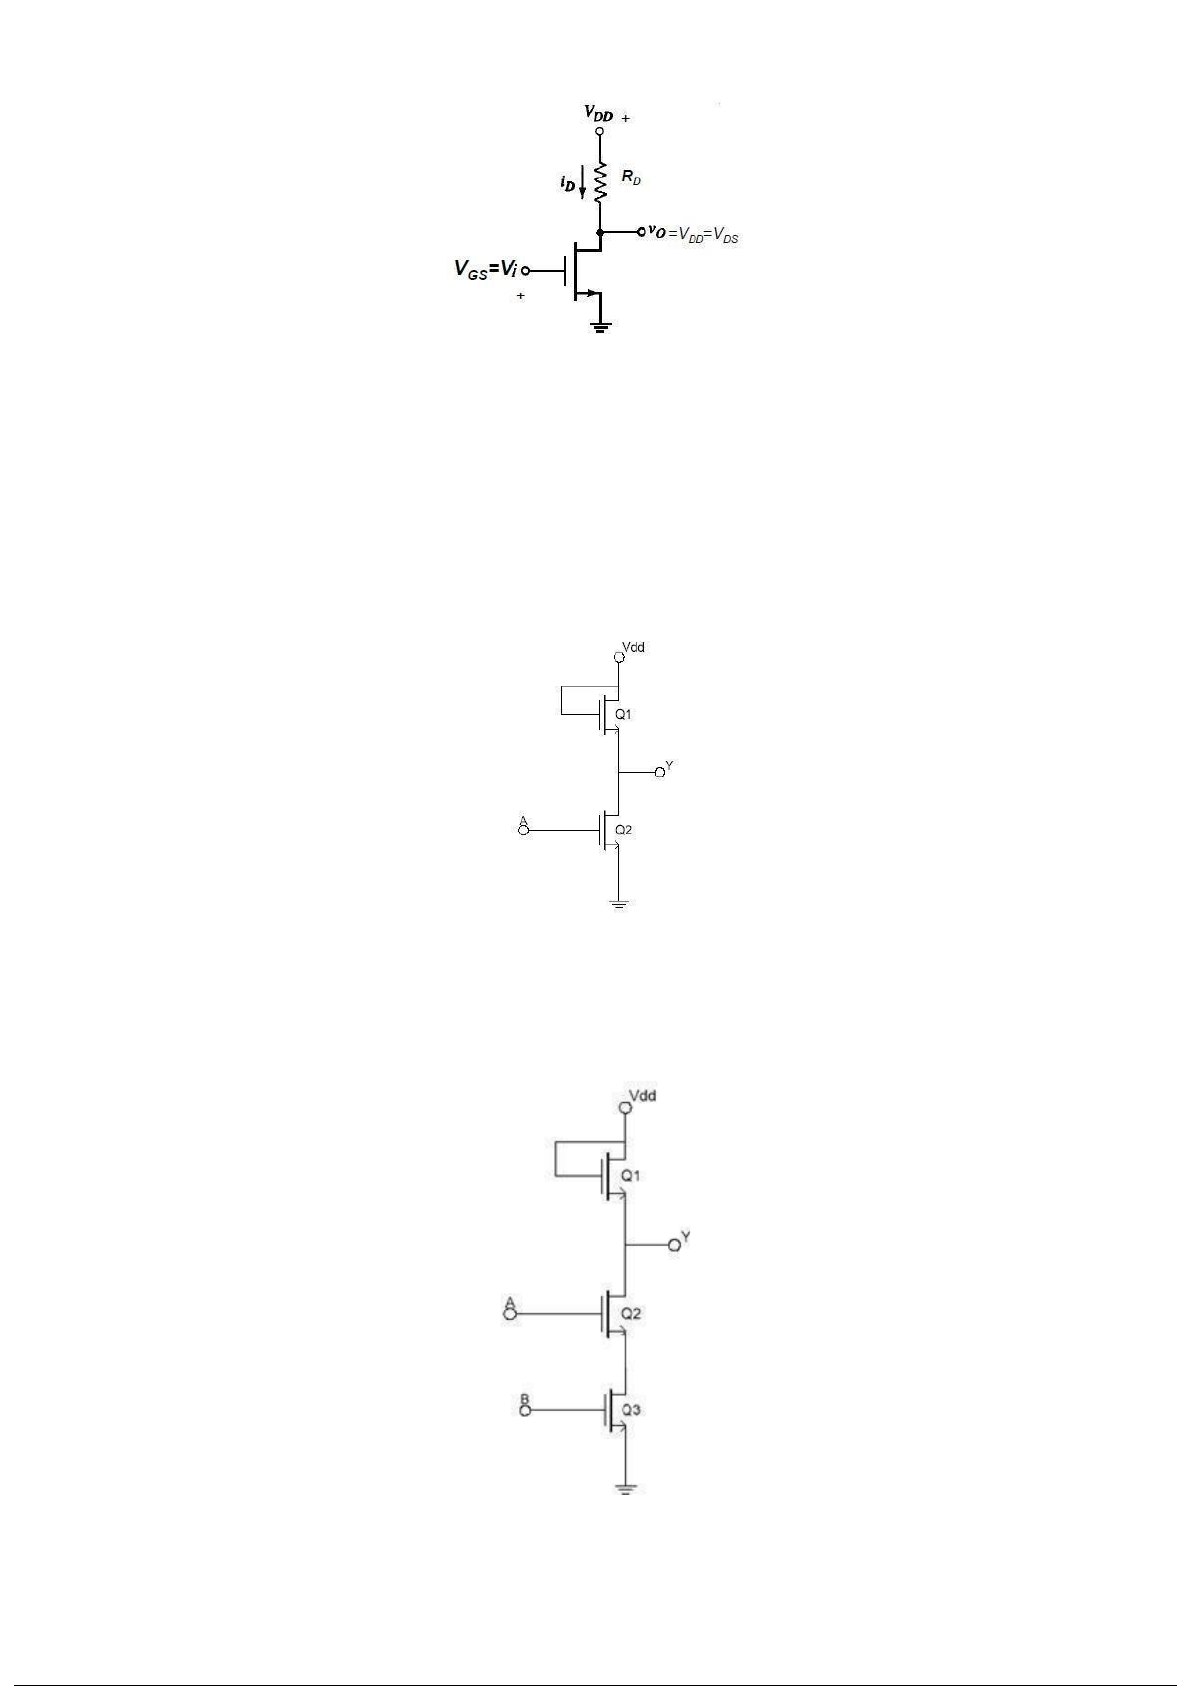 VDD +
iD
RD
vO =VDD=VDS
VGS=Vi
+
Vdd
Q1
Y
A
Q2
Vdd
Q1
Y
A
Q2
B
Q3